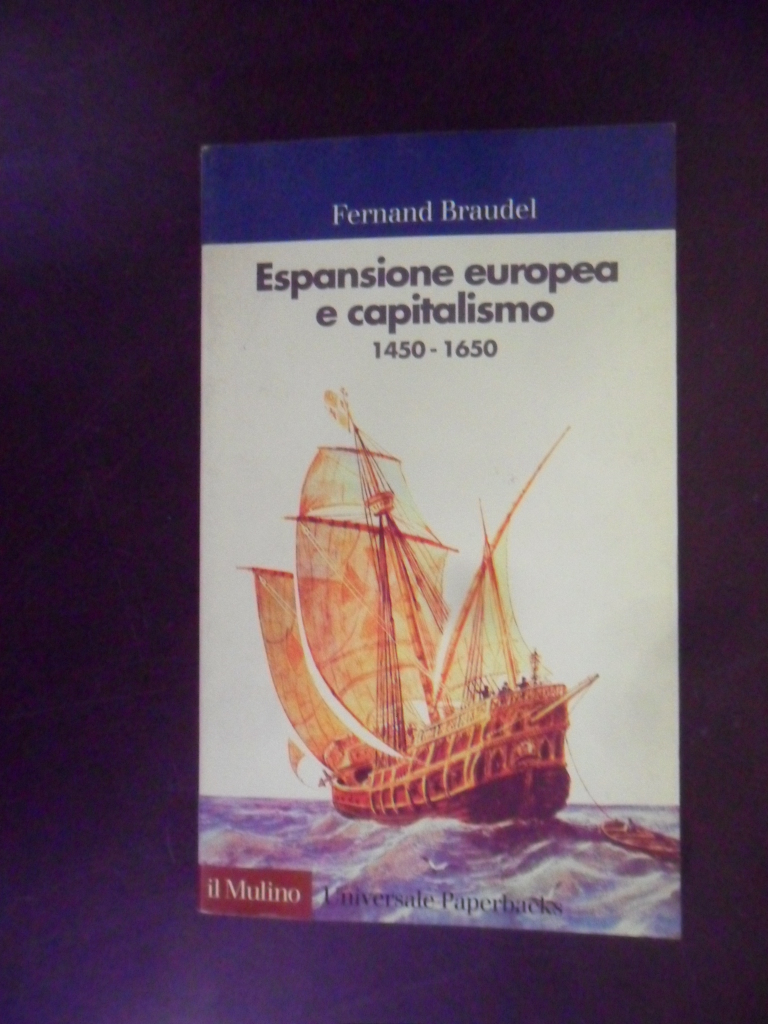 Fernand Braudel
Espansione europea
e capitalismo
1450 - 1650
il Mulino
Universale Paperbacks